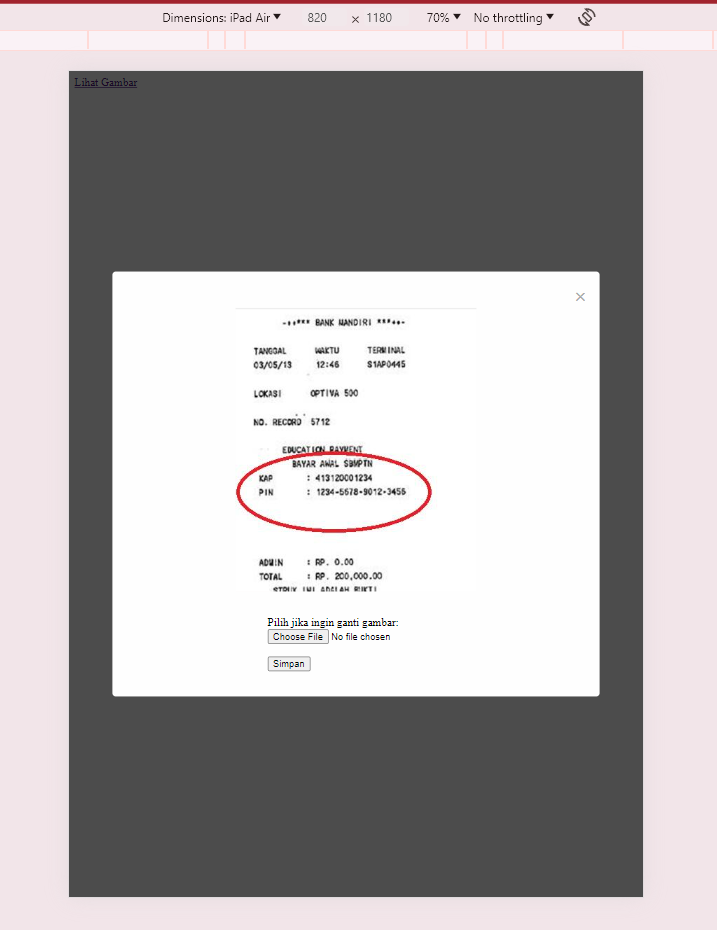 Dimensions: iPad Air 820 × 1180 70% No throttling
Lihat Gambar
×
-++*** BANK MANDIRI ***++-
TANGGAL WAKTU TERMINAL
03/05/13 12:46 S1AP0445
LOKASI OPTIVA 500
NO. RECORD 5712
EDUCATION PAYMENT
BAYAR AWAL SBMPTN
KAP : 413120001234
PIN : 1234-5678-9012-3456
ADMIN : RP. 0.00
TOTAL : RP. 200,000.00
STRUK INI ADALAH BUKTI
Pilih jika ingin ganti gambar:
Choose File No file chosen
Simpan